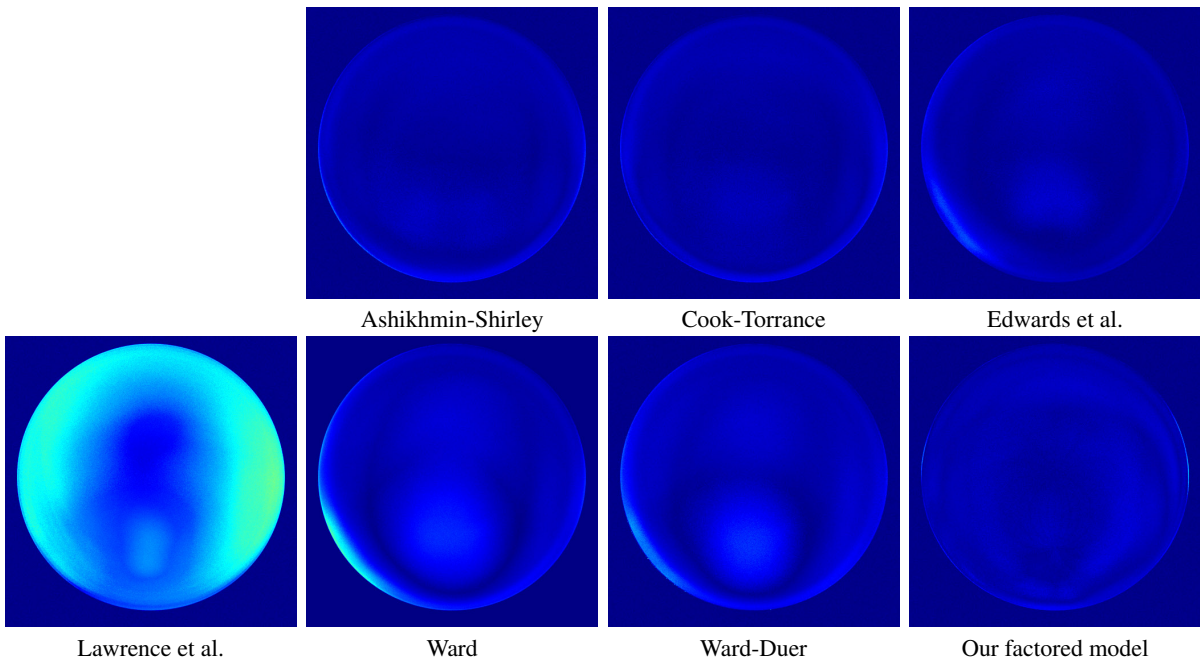 Ashikhmin-Shirley
Cook-Torrance
Edwards et al.
Lawrence et al.
Ward
Ward-Duer
Our factored model